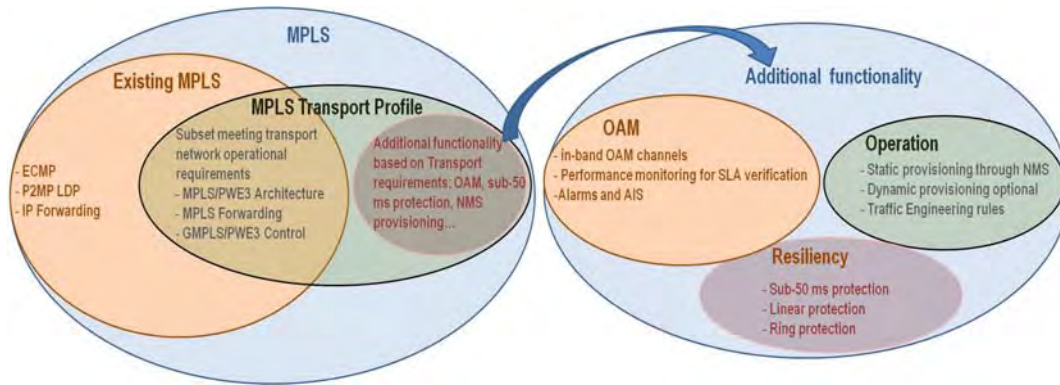 MPLS
Existing MPLS
- ECMP
- P2MP LDP
- IP Forwarding
MPLS Transport Profile
Subset meeting transport
network operational
requirements
- MPLS/PWE3 Architecture
- MPLS Forwarding
- GMPLS/PWE3 Control
Additional functionality
based on Transport
requirements: OAM, sub-50
ms protection, NMS
provisioning...
Additional functionality
OAM
- in-band OAM channels
- Performance monitoring for SLA verification
- Alarms and AIS
Operation
- Static provisioning through NMS
- Dynamic provisioning optional
- Traffic Engineering rules
Resiliency
- Sub-50 ms protection
- Linear protection
- Ring protection